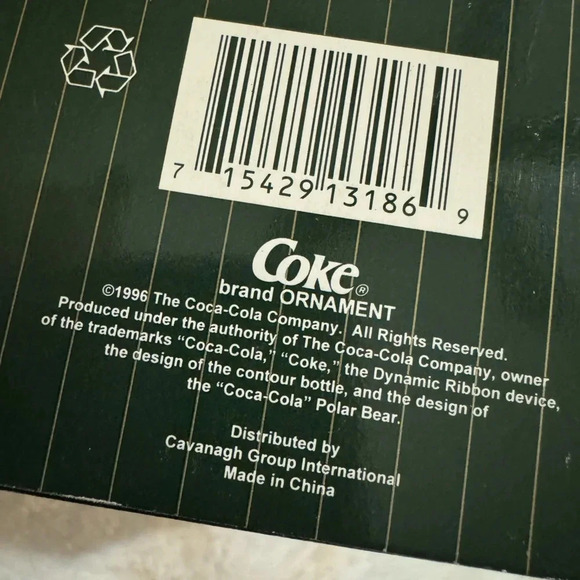 7 15429 13186 9
Coke®
brand ORNAMENT
©1996 The Coca-Cola Company. All Rights Reserved.
Produced under the authority of The Coca-Cola Company, owner
of the trademarks “Coca-Cola,” “Coke,” the Dynamic Ribbon device,
the design of the contour bottle, and the design of
the “Coca-Cola” Polar Bear.
Distributed by
Cavanagh Group International
Made in China